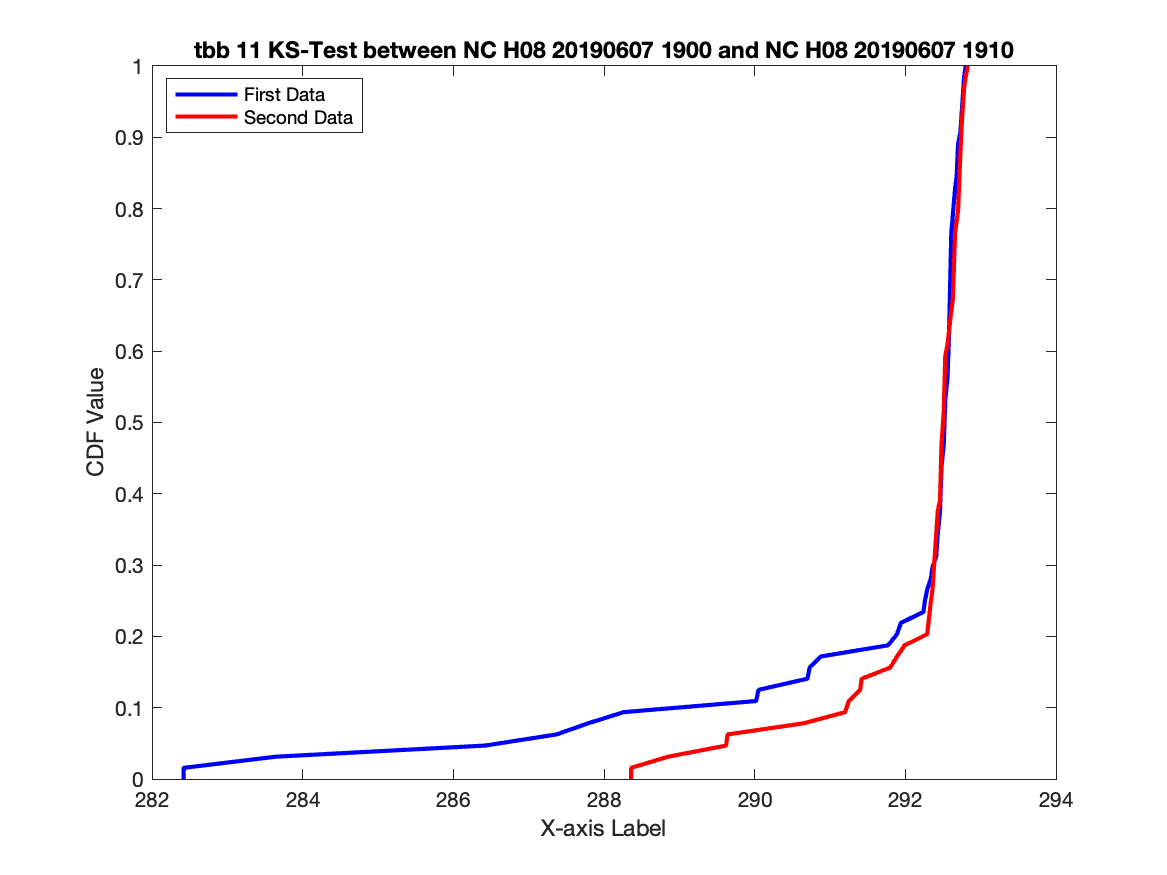 tbb 11 KS-Test between NC H08 20190607 1900 and NC H08 20190607 1910
First Data
Second Data
1
0.9
0.8
0.7
0.6
0.5
0.4
0.3
0.2
0.1
0
CDF Value
282 284 286 288 290 292 294
X-axis Label